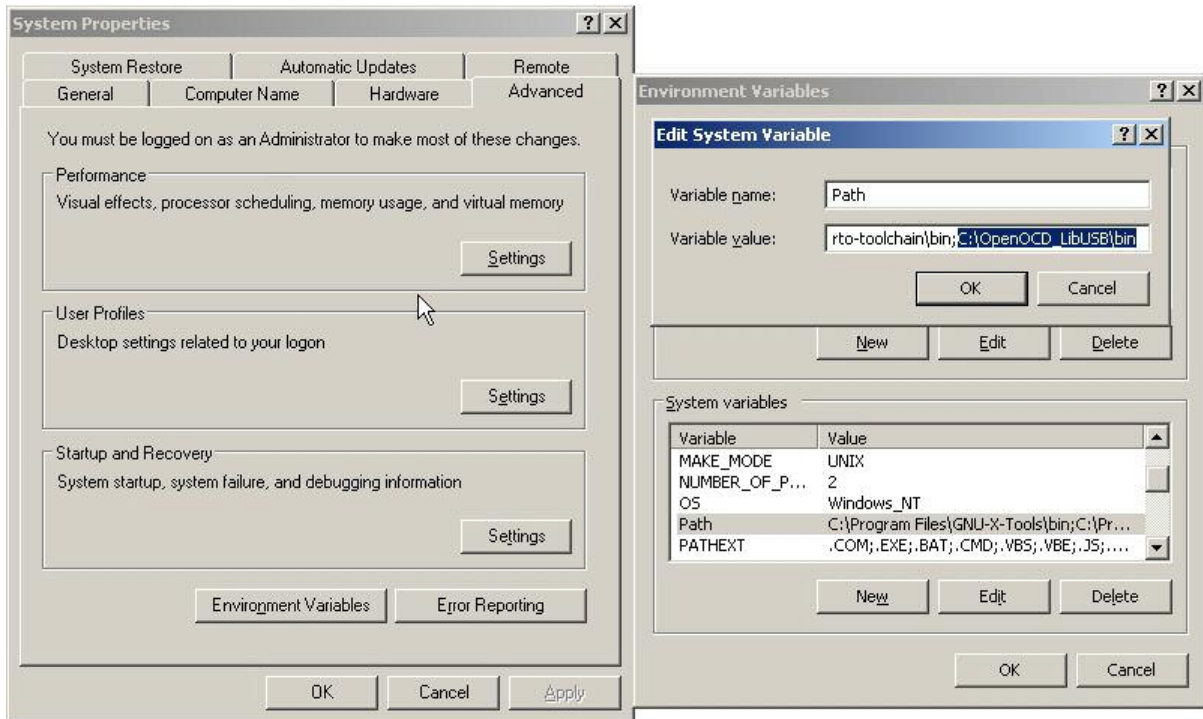 System Properties
System Restore
Automatic Updates
Remote
General
Computer Name
Hardware
Advanced
You must be logged on as an Administrator to make most of these changes.
Performance
Visual effects, processor scheduling, memory usage, and virtual memory
Settings
User Profiles
Desktop settings related to your logon
Settings
Startup and Recovery
System startup, system failure, and debugging information
Settings
Environment Variables
Error Reporting
OK
Cancel
Apply
Environment Variables
Edit System Variable
Variable name:
Path
Variable value:
rto-toolchain\bin;C:\OpenOCD_LibUSB\bin
OK
Cancel
New
Edit
Delete
System variables
Variable Value
MAKE_MODE UNIX
NUMBER_OF_P... 2
OS Windows_NT
Path C:\Program Files\GNU-X-Tools\bin;C:\Pr...
PATHEXT .COM;.EXE;.BAT;.CMD;.VBS;.VBE;.JS;....
New
Edit
Delete
OK
Cancel